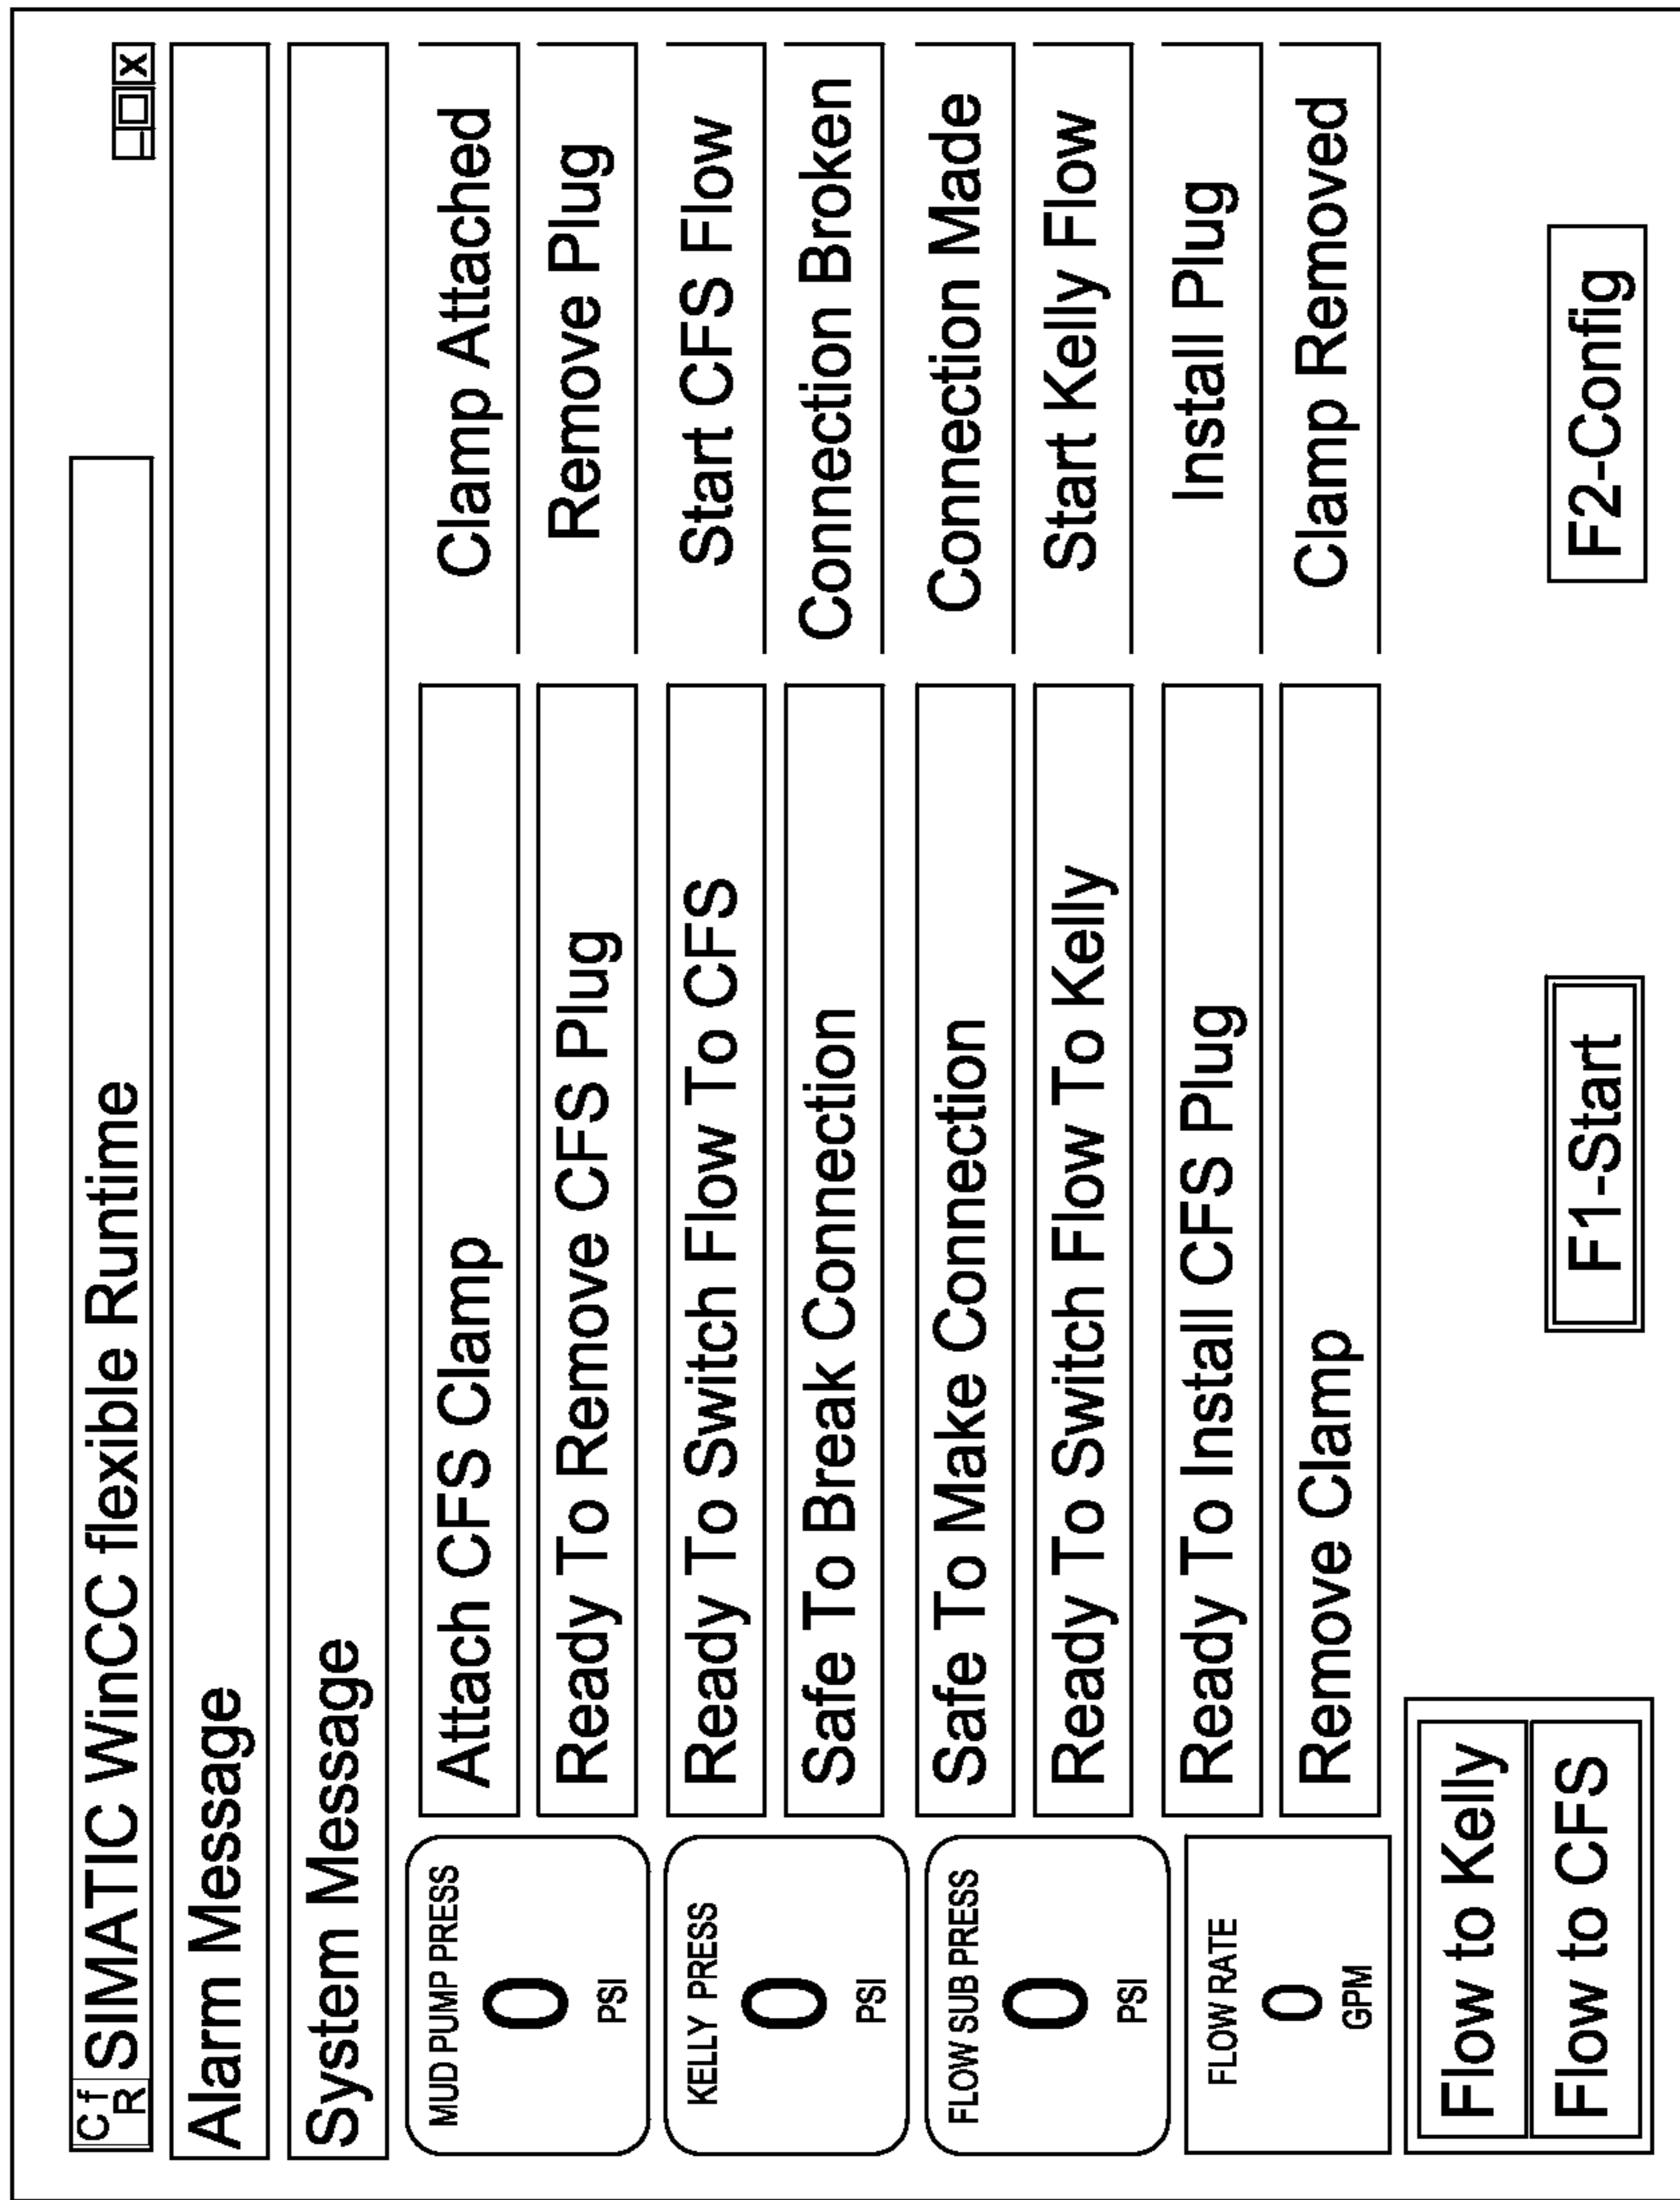 C f
R
SIMATIC WinCC flexible Runtime
X
Alarm Message
System Message
MUD PUMP PRESS
0
PSI
KELLY PRESS
0
PSI
FLOW SUB PRESS
0
PSI
FLOW RATE
0
GPM
Attach CFS Clamp
Clamp Attached
Ready To Remove CFS Plug
Remove Plug
Ready To Switch Flow To CFS
Start CFS Flow
Safe To Break Connection
Connection Broken
Safe To Make Connection
Connection Made
Ready To Switch Flow To Kelly
Start Kelly Flow
Ready To Install CFS Plug
Install Plug
Remove Clamp
Clamp Removed
Flow to Kelly
Flow to CFS
F1-Start
F2-Config